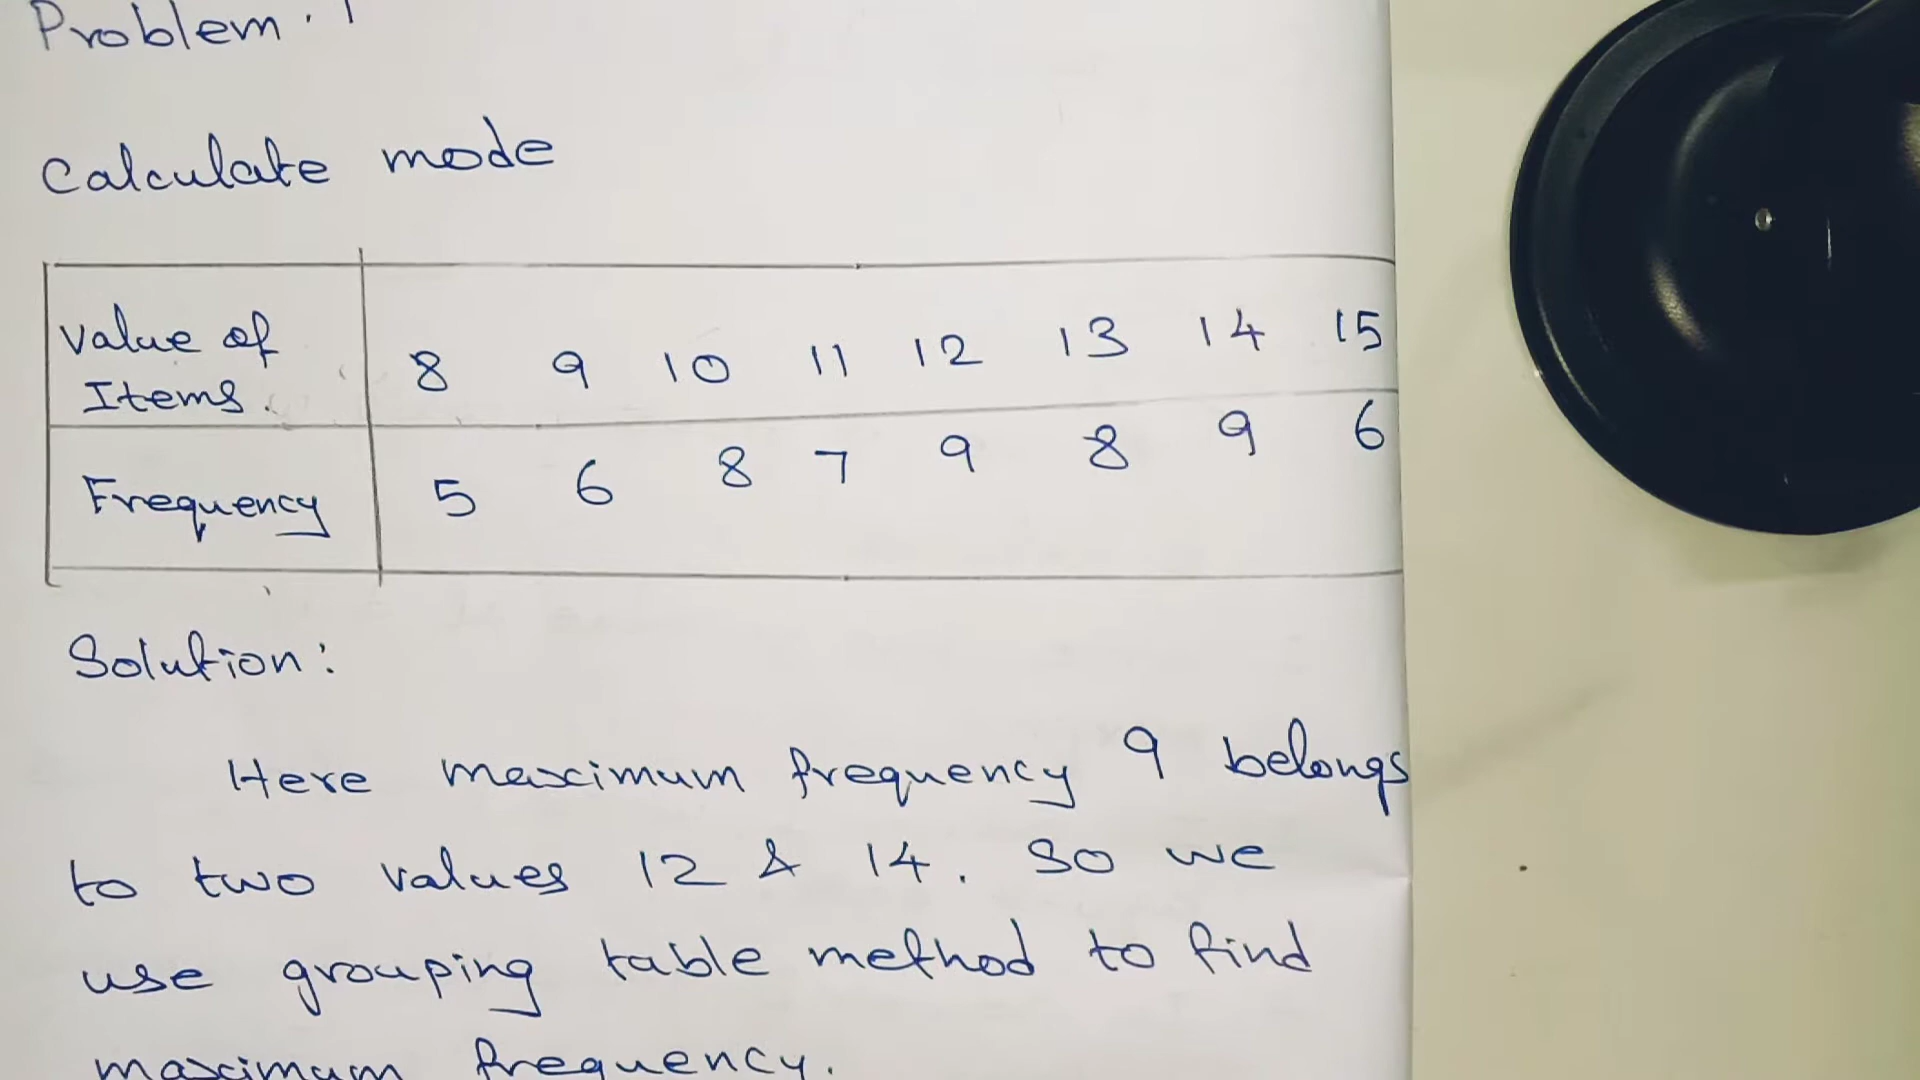 Problem . 1
Calculate mode
Value of Items. 8 9 10 11 12 13 14 15
Frequency 5 6 8 7 9 8 9 6
Solution:
Here maximum frequency 9 belongs
to two values 12 & 14. So we
use grouping table method to find
maximum frequency.